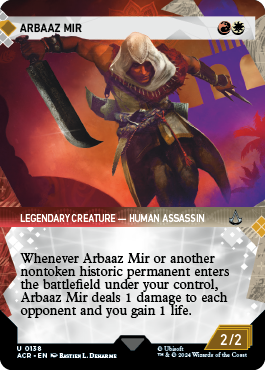 ARBAAZ MIR
LEGENDARY CREATURE — HUMAN ASSASSIN
Whenever Arbaaz Mir or another
nontoken historic permanent enters
the battlefield under your control,
Arbaaz Mir deals 1 damage to each
opponent and you gain 1 life.
2/2
U 0138
ACR • EN BASTIEN L. DEHARME
© Ubisoft
™ & © 2024 Wizards of the Coast